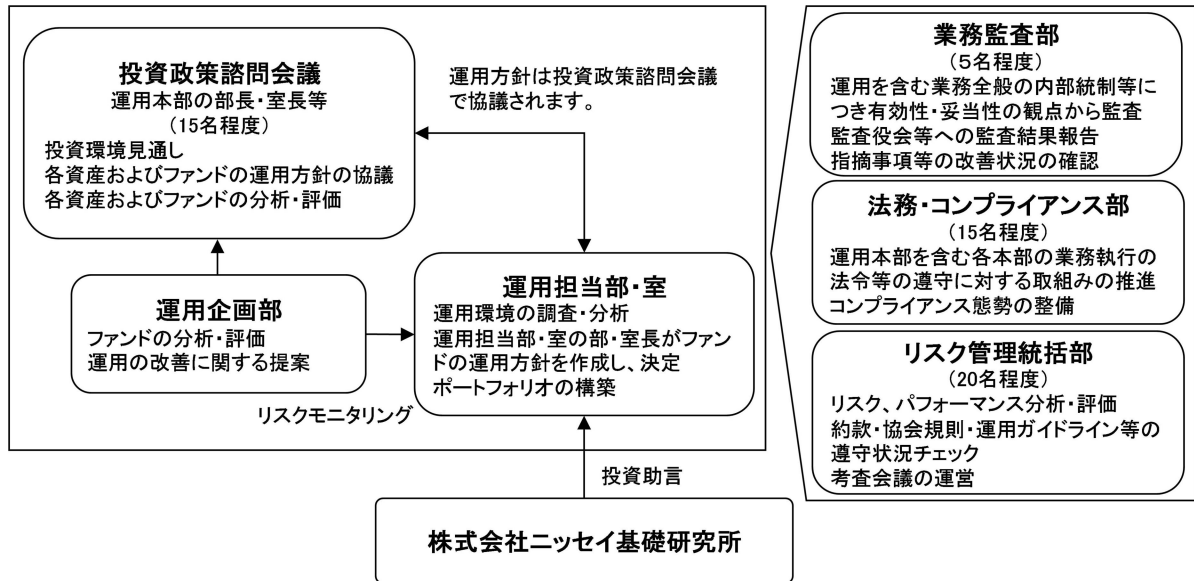 投資政策諮問会議
運用本部の部長・室長等
(15名程度)
投資環境見通し
各資産およびファンドの運用方針の協議
各資産およびファンドの分析・評価
運用方針は投資政策諮問会議
で協議されます。
運用企画部
ファンドの分析・評価
運用の改善に関する提案
リスクモニタリング
運用担当部・室
運用環境の調査・分析
運用担当部・室の部・室長がファン
ドの運用方針を作成し、決定
ポートフォリオの構築
投資助言
株式会社ニッセイ基礎研究所
業務監査部
(5名程度)
運用を含む業務全般の内部統制等に
つき有効性・妥当性の観点から監査
監査役会等への監査結果報告
指摘事項等の改善状況の確認
法務・コンプライアンス部
(15名程度)
運用本部を含む各本部の業務執行の
法令等の遵守に対する取組みの推進
コンプライアンス態勢の整備
リスク管理統括部
(20名程度)
リスク、パフォーマンス分析・評価
約款・協会規則・運用ガイドライン等の
遵守状況チェック
考査会議の運営